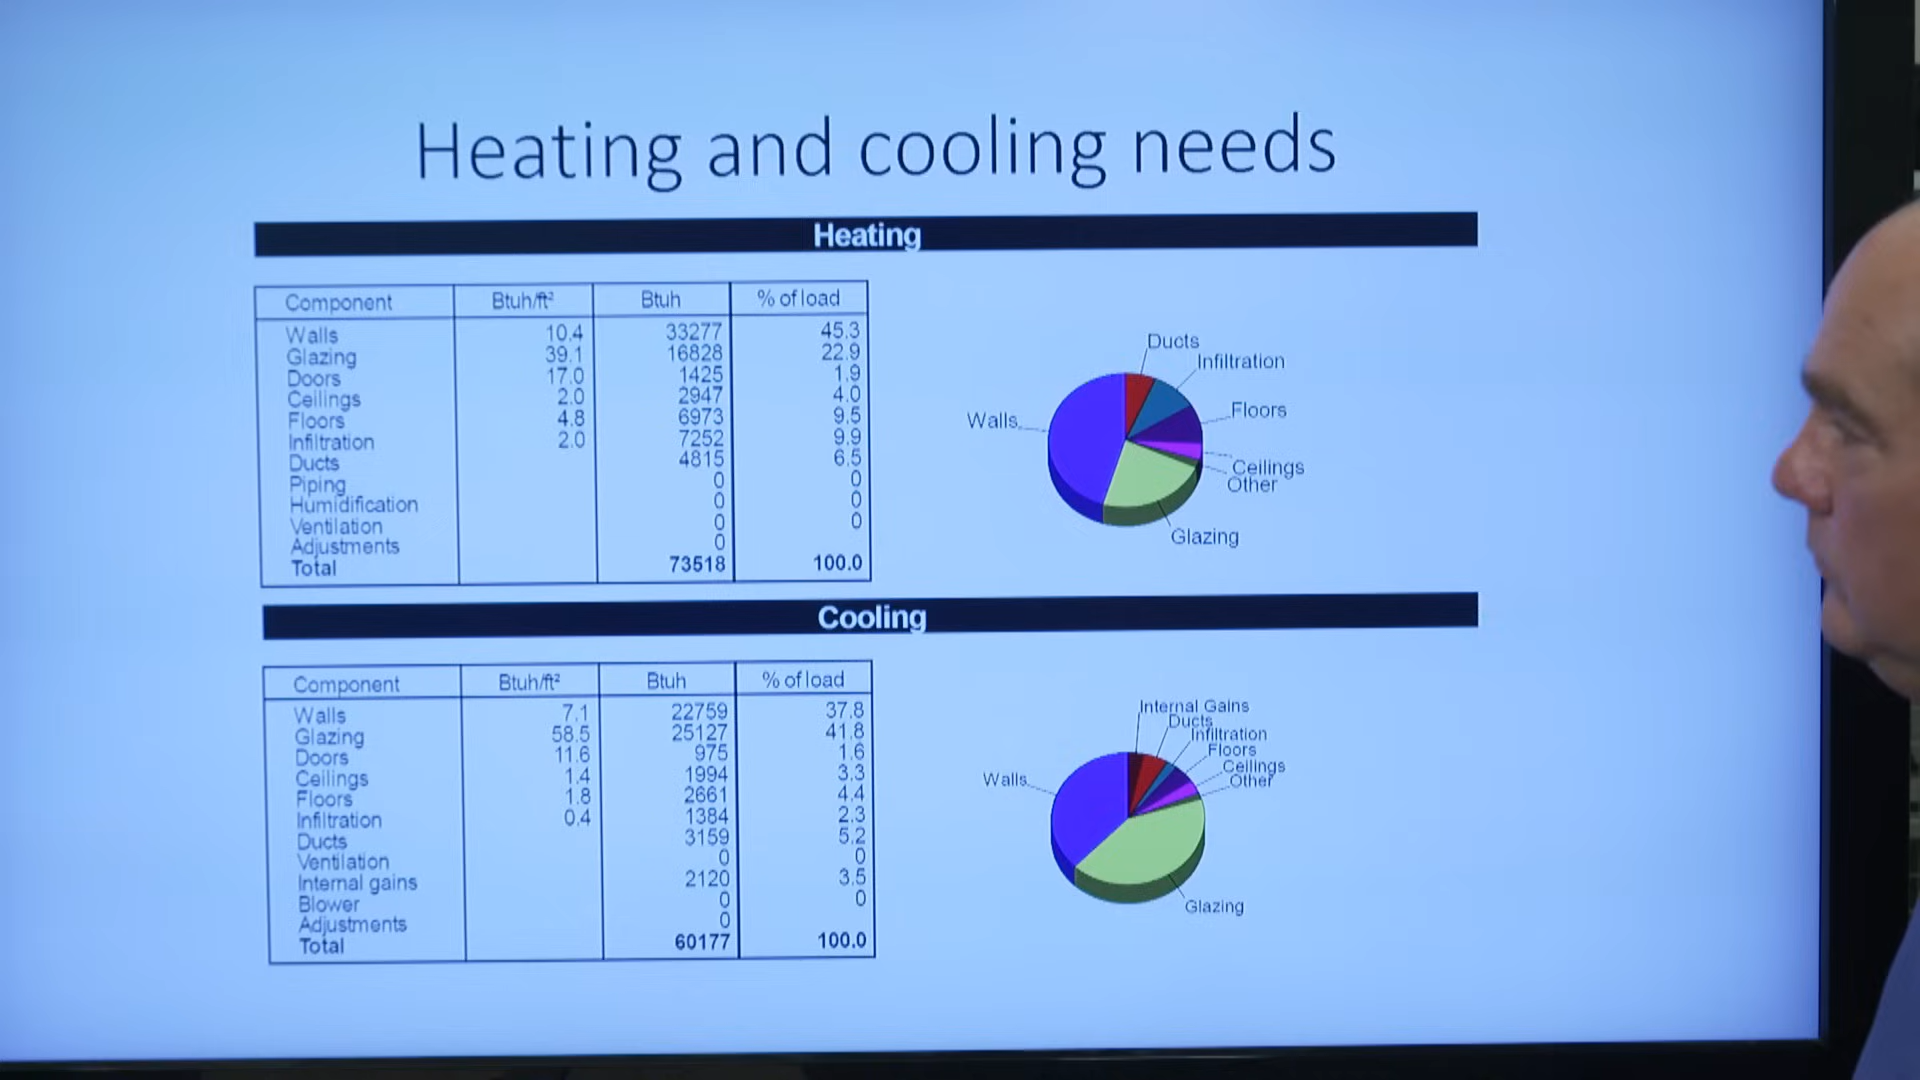 Heating and cooling needs
Heating
Component Btuh/ft² Btuh % of load
Walls 10.4 33277 45.3
Glazing 39.1 16828 22.9
Doors 17.0 1425 1.9
Ceilings 2.0 2947 4.0
Floors 4.8 6973 9.5
Infiltration 2.0 7252 9.9
Ducts 4815 6.5
Piping 0 0
Humidification 0 0
Ventilation 0 0
Adjustments 0
Total 73518 100.0
Ducts
Infiltration
Walls
Floors
Ceilings
Other
Glazing
Cooling
Component Btuh/ft² Btuh % of load
Walls 7.1 22759 37.8
Glazing 58.5 25127 41.8
Doors 11.6 975 1.6
Ceilings 1.4 1994 3.3
Floors 1.8 2661 4.4
Infiltration 0.4 1384 2.3
Ducts 3159 5.2
Ventilation 0 0
Internal gains 2120 3.5
Blower 0 0
Adjustments 0
Total 60177 100.0
Internal Gains
Ducts
Infiltration
Floors
Ceilings
Other
Walls
Glazing